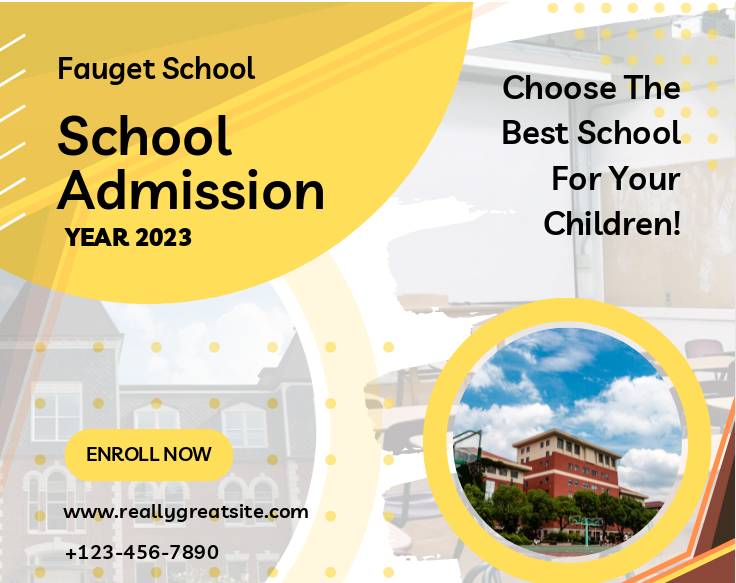 Fauget School
School
Admission
YEAR 2023
Choose The
Best School
For Your
Children!
ENROLL NOW
www.reallygreatsite.com
+123-456-7890